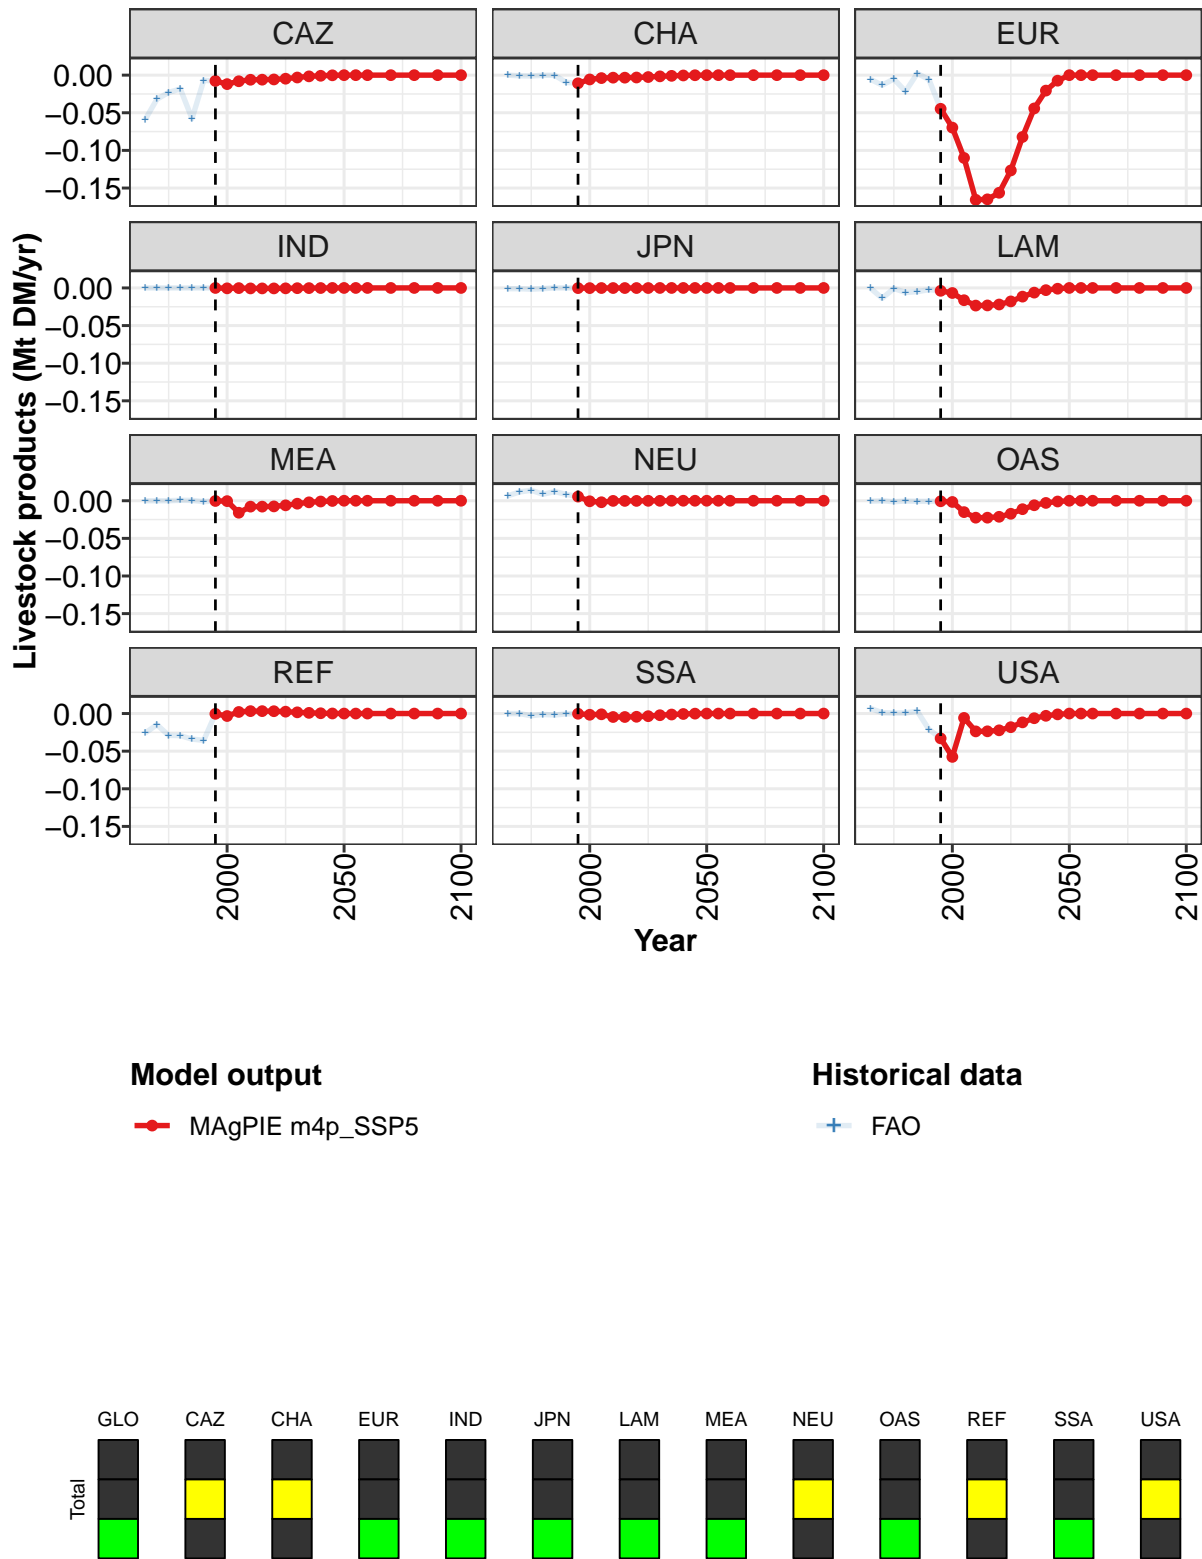 CAZ CHA EUR
0.00
−0.05
−0.10
−0.15
IND JPN LAM
0.00
−0.05
−0.10
−0.15
MEA NEU OAS
0.00
−0.05
−0.10
−0.15
REF SSA USA
0.00
−0.05
−0.10
−0.15
Livestock products (Mt DM/yr)
2000 2050 2100 2000 2050 2100 2000 2050 2100
Year
Model output Historical data
MAgPIE m4p_SSP5 FAO
GLO CAZ CHA EUR IND JPN LAM MEA NEU OAS REF SSA USA
Total